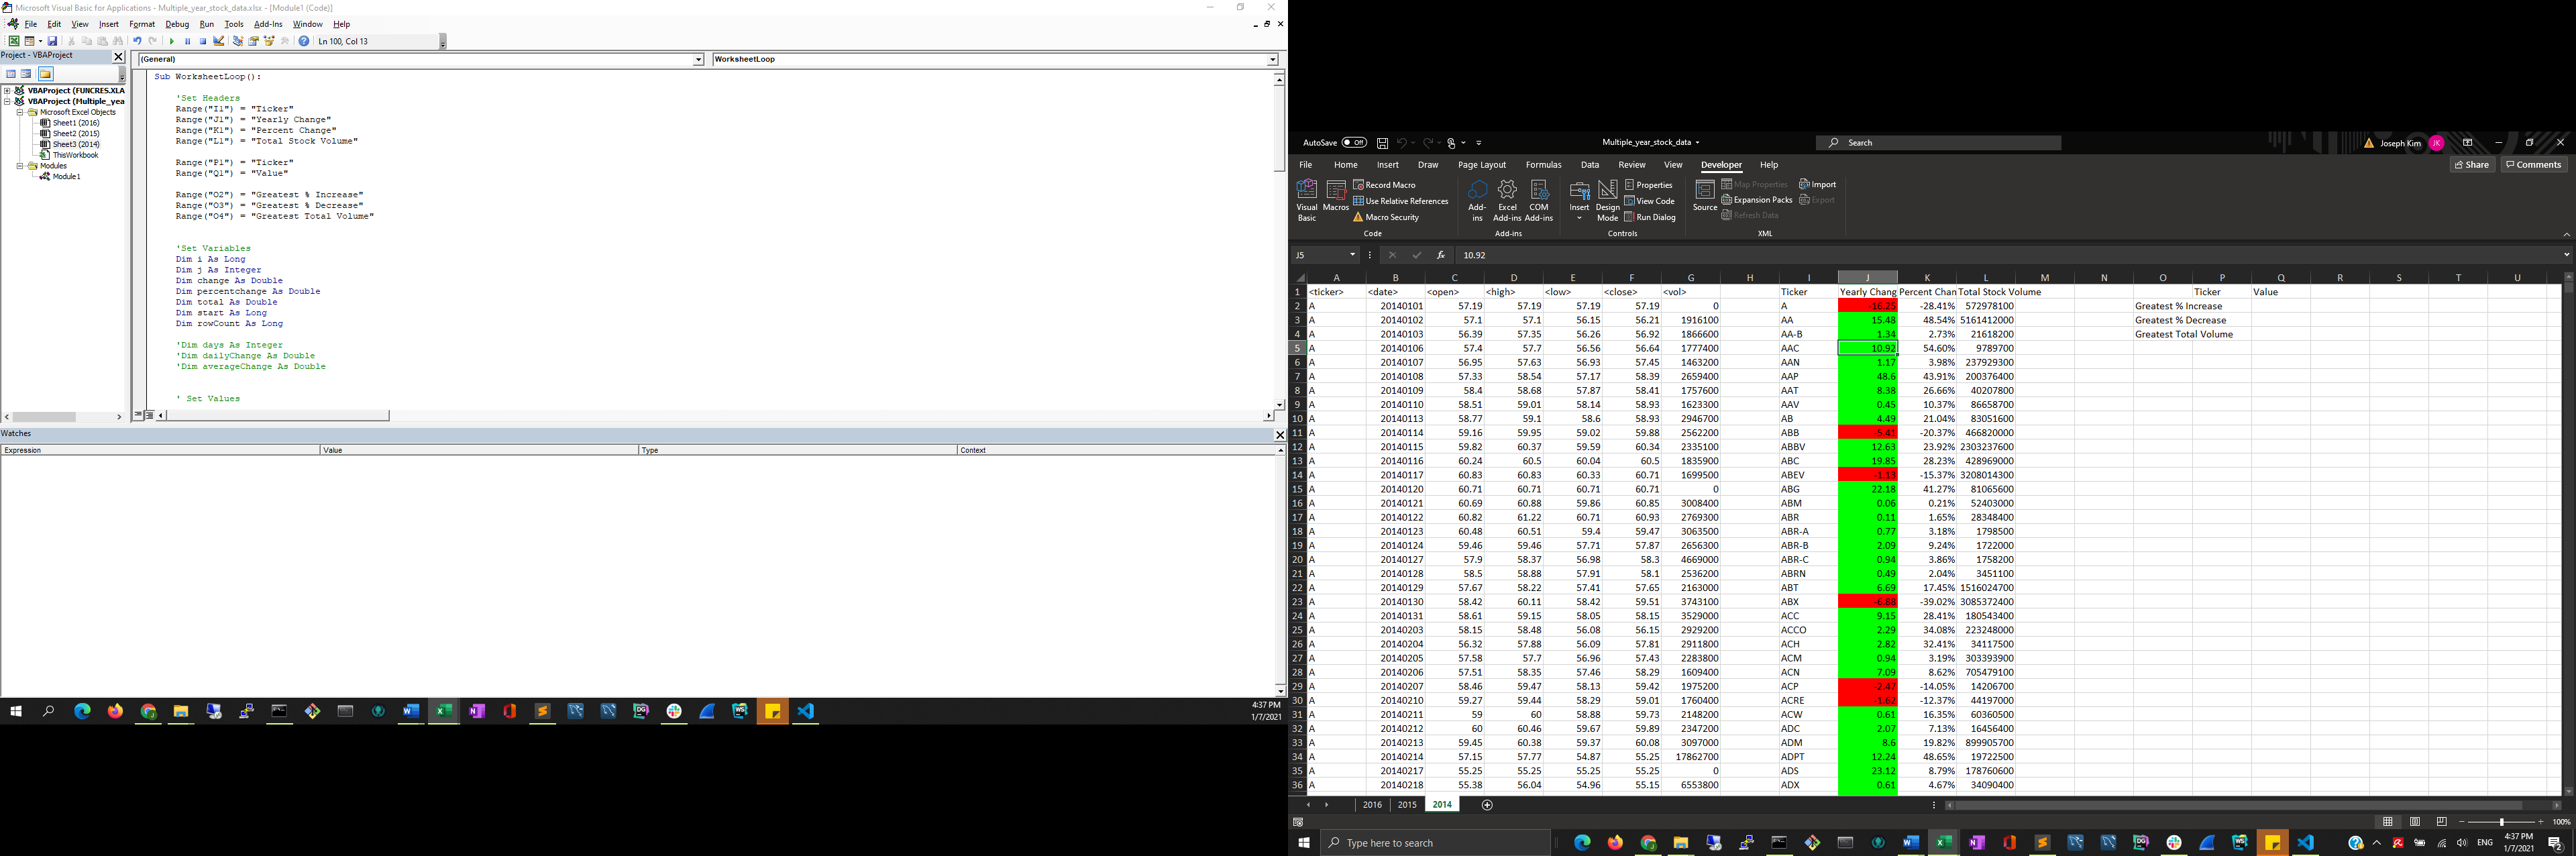 Microsoft Visual Basic for Applications - Multiple_year_stock_data.xlsx - [Module1 (Code)]
File Edit View Insert Format Debug Run Tools Add-Ins Window Help
Ln 100, Col 13
Project - VBAProject
(General) WorksheetLoop
VBAProject (FUNCRES.XLA
VBAProject (Multiple_yea
Microsoft Excel Objects
Sheet1 (2016)
Sheet2 (2015)
Sheet3 (2014)
ThisWorkbook
Modules
Module1
Sub WorksheetLoop():
'Set Headers
Range("I1") = "Ticker"
Range("J1") = "Yearly Change"
Range("K1") = "Percent Change"
Range("L1") = "Total Stock Volume"
Range("P1") = "Ticker"
Range("Q1") = "Value"
Range("O2") = "Greatest % Increase"
Range("O3") = "Greatest % Decrease"
Range("O4") = "Greatest Total Volume"
'Set Variables
Dim i As Long
Dim j As Integer
Dim change As Double
Dim percentchange As Double
Dim total As Double
Dim start As Long
Dim rowCount As Long
'Dim days As Integer
'Dim dailyChange As Double
'Dim averageChange As Double
' Set Values
Watches
Expression Value Type Context
4:37 PM
1/7/2021
AutoSave Off Multiple_year_stock_data Search Joseph Kim JK
File Home Insert Draw Page Layout Formulas Data Review View Developer Help Share Comments
Visual Basic Macros Record Macro Use Relative References Macro Security Code
Add-ins Excel Add-ins COM Add-ins Add-ins
Insert Design Mode Properties View Code Run Dialog Controls
Source Map Properties Expansion Packs Refresh Data Import Export XML
J5 fx 10.92
A B C D E F G H I J K L M N O P Q R S T U
1 <ticker> <date> <open> <high> <low> <close> <vol> Ticker Yearly Chang Percent Chan Total Stock Volume Ticker Value
2 A 20140101 57.19 57.19 57.19 57.19 0 A -16.25 -28.41% 572978100 Greatest % Increase
3 A 20140102 57.1 57.1 56.15 56.21 1916100 AA 15.48 48.54% 5161412000 Greatest % Decrease
4 A 20140103 56.39 57.35 56.26 56.92 1866600 AA-B 1.34 2.73% 21618200 Greatest Total Volume
5 A 20140106 57.4 57.7 56.56 56.64 1777400 AAC 10.92 54.60% 9789700
6 A 20140107 56.95 57.63 56.93 57.45 1463200 AAN 1.17 3.98% 237929300
7 A 20140108 57.33 58.54 57.17 58.39 2659400 AAP 48.6 43.91% 200376400
8 A 20140109 58.4 58.68 57.87 58.41 1757600 AAT 8.38 26.66% 40207800
9 A 20140110 58.51 59.01 58.14 58.93 1623300 AAV 0.45 10.37% 86658700
10 A 20140113 58.77 59.1 58.6 58.93 2946700 AB 4.49 21.04% 83051600
11 A 20140114 59.16 59.95 59.02 59.88 2562200 ABB -5.41 -20.37% 466820000
12 A 20140115 59.82 60.37 59.59 60.34 2335100 ABBV 12.63 23.92% 2303237600
13 A 20140116 60.24 60.5 60.04 60.5 1835900 ABC 19.85 28.23% 428969000
14 A 20140117 60.83 60.83 60.33 60.71 1699500 ABEV -1.13 -15.37% 3208014300
15 A 20140120 60.71 60.71 60.71 60.71 0 ABG 22.18 41.27% 81065600
16 A 20140121 60.69 60.88 59.86 60.85 3008400 ABM 0.06 0.21% 52403000
17 A 20140122 60.82 61.22 60.71 60.93 2769300 ABR 0.11 1.65% 28348400
18 A 20140123 60.48 60.51 59.4 59.47 3063500 ABR-A 0.77 3.18% 1798500
19 A 20140124 59.46 59.46 57.71 57.87 2656300 ABR-B 2.09 9.24% 1722000
20 A 20140127 57.9 58.37 56.98 58.3 4669000 ABR-C 0.94 3.86% 1758200
21 A 20140128 58.5 58.88 57.91 58.1 2536200 ABRN 0.49 2.04% 3451100
22 A 20140129 57.67 58.22 57.41 57.65 2163000 ABT 6.69 17.45% 1516024700
23 A 20140130 58.42 60.11 58.42 59.51 3743100 ABX -6.88 -39.02% 3085372400
24 A 20140131 58.61 59.15 58.05 58.15 3529000 ACC 9.15 28.41% 180543400
25 A 20140203 58.15 58.48 56.08 56.15 2929200 ACCO 2.29 34.08% 223248000
26 A 20140204 56.32 57.88 56.09 57.81 2911800 ACH 2.82 32.41% 34117500
27 A 20140205 57.58 57.7 56.96 57.43 2283800 ACM 0.94 3.19% 303393900
28 A 20140206 57.51 58.35 57.46 58.29 1609400 ACN 7.09 8.62% 705479100
29 A 20140207 58.46 59.47 58.13 59.42 1975200 ACP -2.47 -14.05% 14206700
30 A 20140210 59.27 59.44 58.29 59.01 1760400 ACRE -1.62 -12.37% 44197000
31 A 20140211 59 60 58.88 59.73 2148200 ACW 0.61 16.35% 60360500
32 A 20140212 60 60.46 59.67 59.89 2347200 ADC 2.07 7.13% 16456400
33 A 20140213 59.45 60.38 59.37 60.08 3097000 ADM 8.6 19.82% 899905700
34 A 20140214 57.15 57.77 54.87 55.25 17862700 ADPT 12.24 48.65% 19722500
35 A 20140217 55.25 55.25 55.25 55.25 0 ADS 23.12 8.79% 178760600
36 A 20140218 55.38 56.04 54.96 55.15 6553800 ADX 0.61 4.67% 34090400
2016 2015 2014
100%
Type here to search
ENG 4:37 PM
1/7/2021